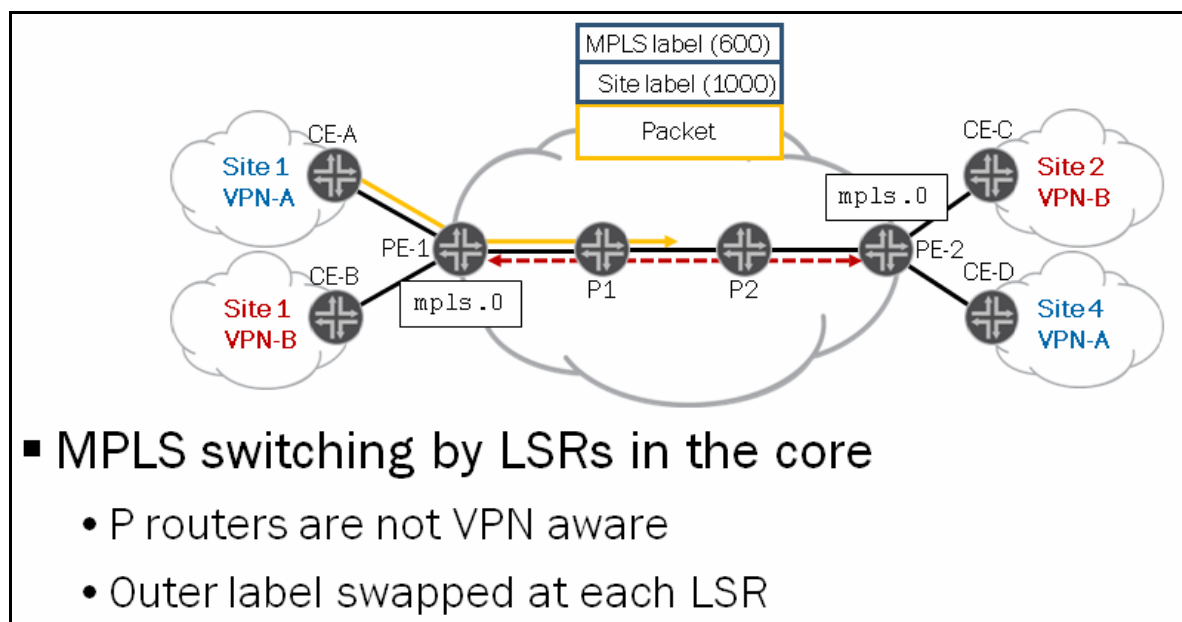 MPLS label (600)
Site label (1000)
Packet
CE-A
CE-C
Site 1
VPN-A
Site 2
VPN-B
mpls.0
PE-1
PE-2
P1
P2
CE-B
CE-D
mpls.0
Site 1
VPN-B
Site 4
VPN-A
▪ MPLS switching by LSRs in the core
• P routers are not VPN aware
• Outer label swapped at each LSR